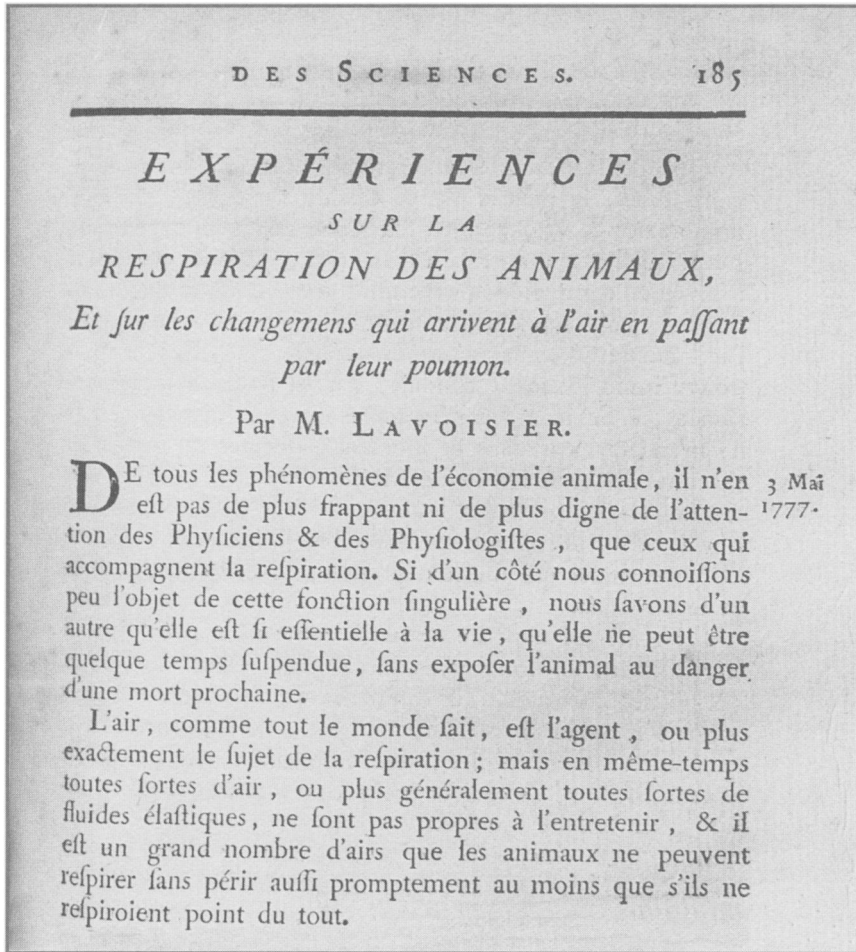 DES SCIENCES. 185
EXPÉRIENCES
SUR LA
RESPIRATION DES ANIMAUX,
Et ſur les changemens qui arrivent à l'air en paſſant
par leur poumon.
Par M. LAVOISIER.
DE tous les phénomènes de l'économie animale, il n'en 3 Mai
eſt pas de plus frappant ni de plus digne de l'atten- 1777.
tion des Phyſiciens & des Phyſiologiſtes, que ceux qui
accompagnent la reſpiration. Si d'un côté nous connoiſſons
peu l'objet de cette fonction ſingulière, nous ſavons d'un
autre qu'elle eſt ſi eſſentielle à la vie, qu'elle ne peut être
quelque temps ſuſpendue, ſans expoſer l'animal au danger
d'une mort prochaine.
L'air, comme tout le monde ſait, eſt l'agent, ou plus
exactement le ſujet de la reſpiration; mais en même-temps
toutes ſortes d'air, ou plus généralement toutes ſortes de
fluides élaſtiques, ne ſont pas propres à l'entretenir, & il
eſt un grand nombre d'airs que les animaux ne peuvent
reſpirer ſans périr auſſi promptement au moins que s'ils ne
reſpiroient point du tout.